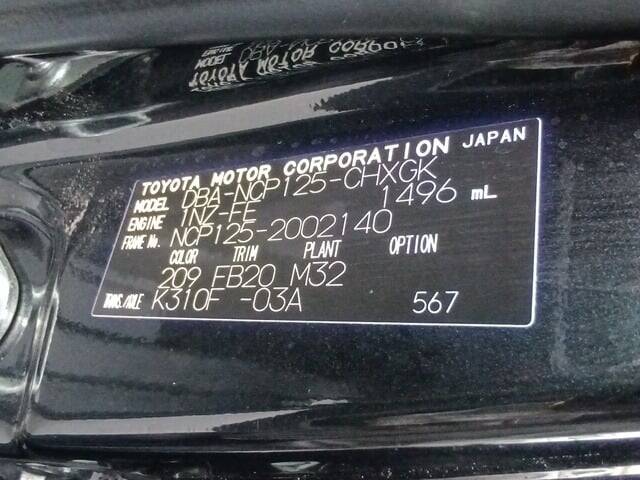 TOYOTA MOTOR CORPORATION JAPAN
MODEL DBA-NCP125-CHXGK
ENGINE 1NZ-FE 1496 mL
FRAME No. NCP125-2002140
COLOR TRIM PLANT OPTION
209 FB20 M32
TRANS./AXLE K310F -03A 567